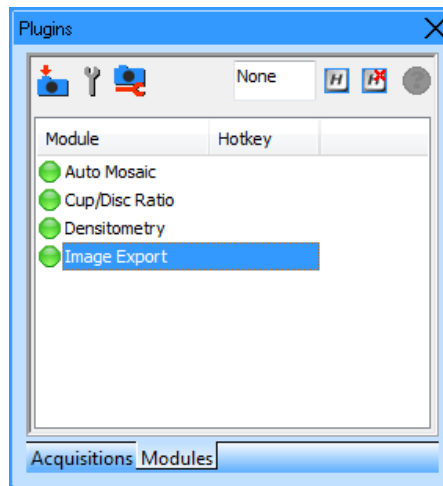 Plugins
None H H
Module Hotkey
Auto Mosaic
Cup/Disc Ratio
Densitometry
Image Export
Acquisitions Modules